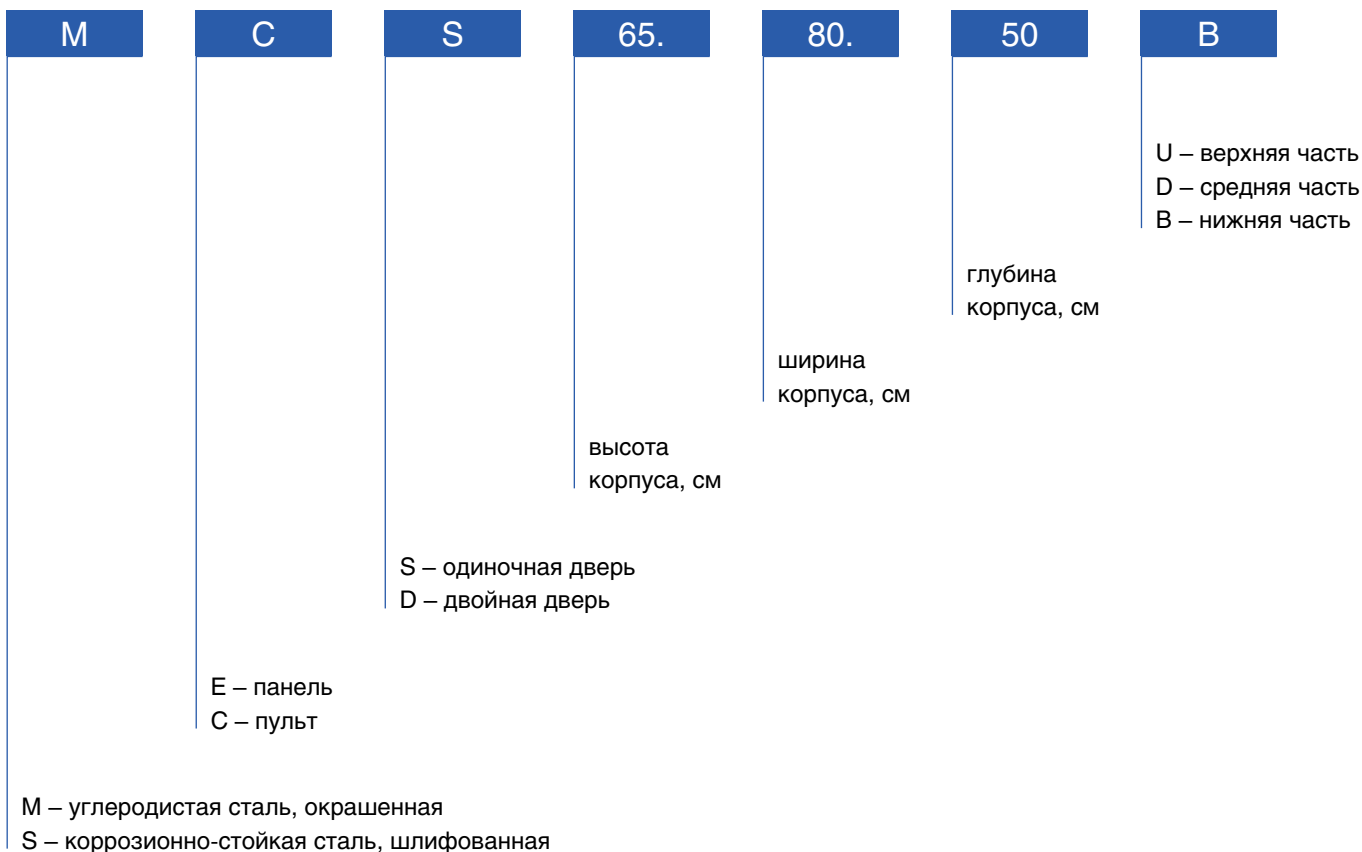 M C S 65. 80. 50 B
U – верхняя часть
D – средняя часть
B – нижняя часть
глубина
корпуса, см
ширина
корпуса, см
высота
корпуса, см
S – одиночная дверь
D – двойная дверь
E – панель
C – пульт
M – углеродистая сталь, окрашенная
S – коррозионно-стойкая сталь, шлифованная